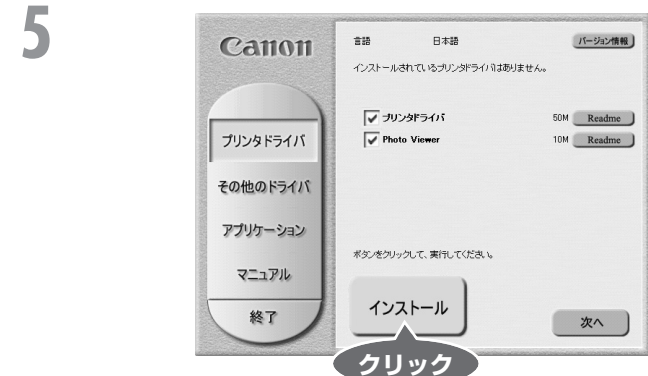 5
Canon
言語 日本語 バージョン情報
インストールされているプリンタドライバはありません。
プリンタドライバ 50M Readme
Photo Viewer 10M Readme
プリンタドライバ
その他のドライバ
アプリケーション
マニュアル
終了
ボタンをクリックして、実行してください。
インストール
次へ
クリック